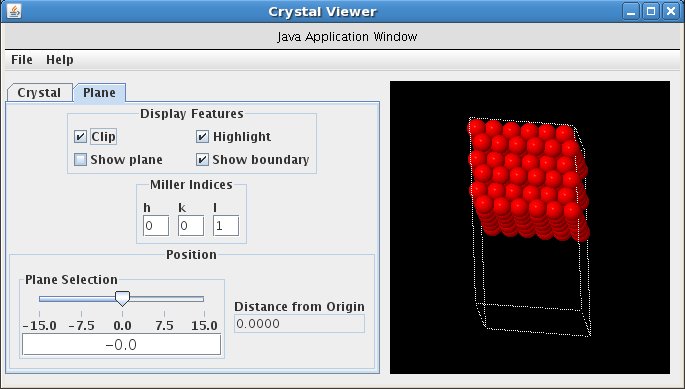 Crystal Viewer
Java Application Window
File Help
Crystal Plane
Display Features
Clip Highlight
Show plane Show boundary
Miller Indices
h k l
0 0 1
Position
Plane Selection
Distance from Origin
-15.0 -7.5 0.0 7.5 15.0
0.0000
-0.0